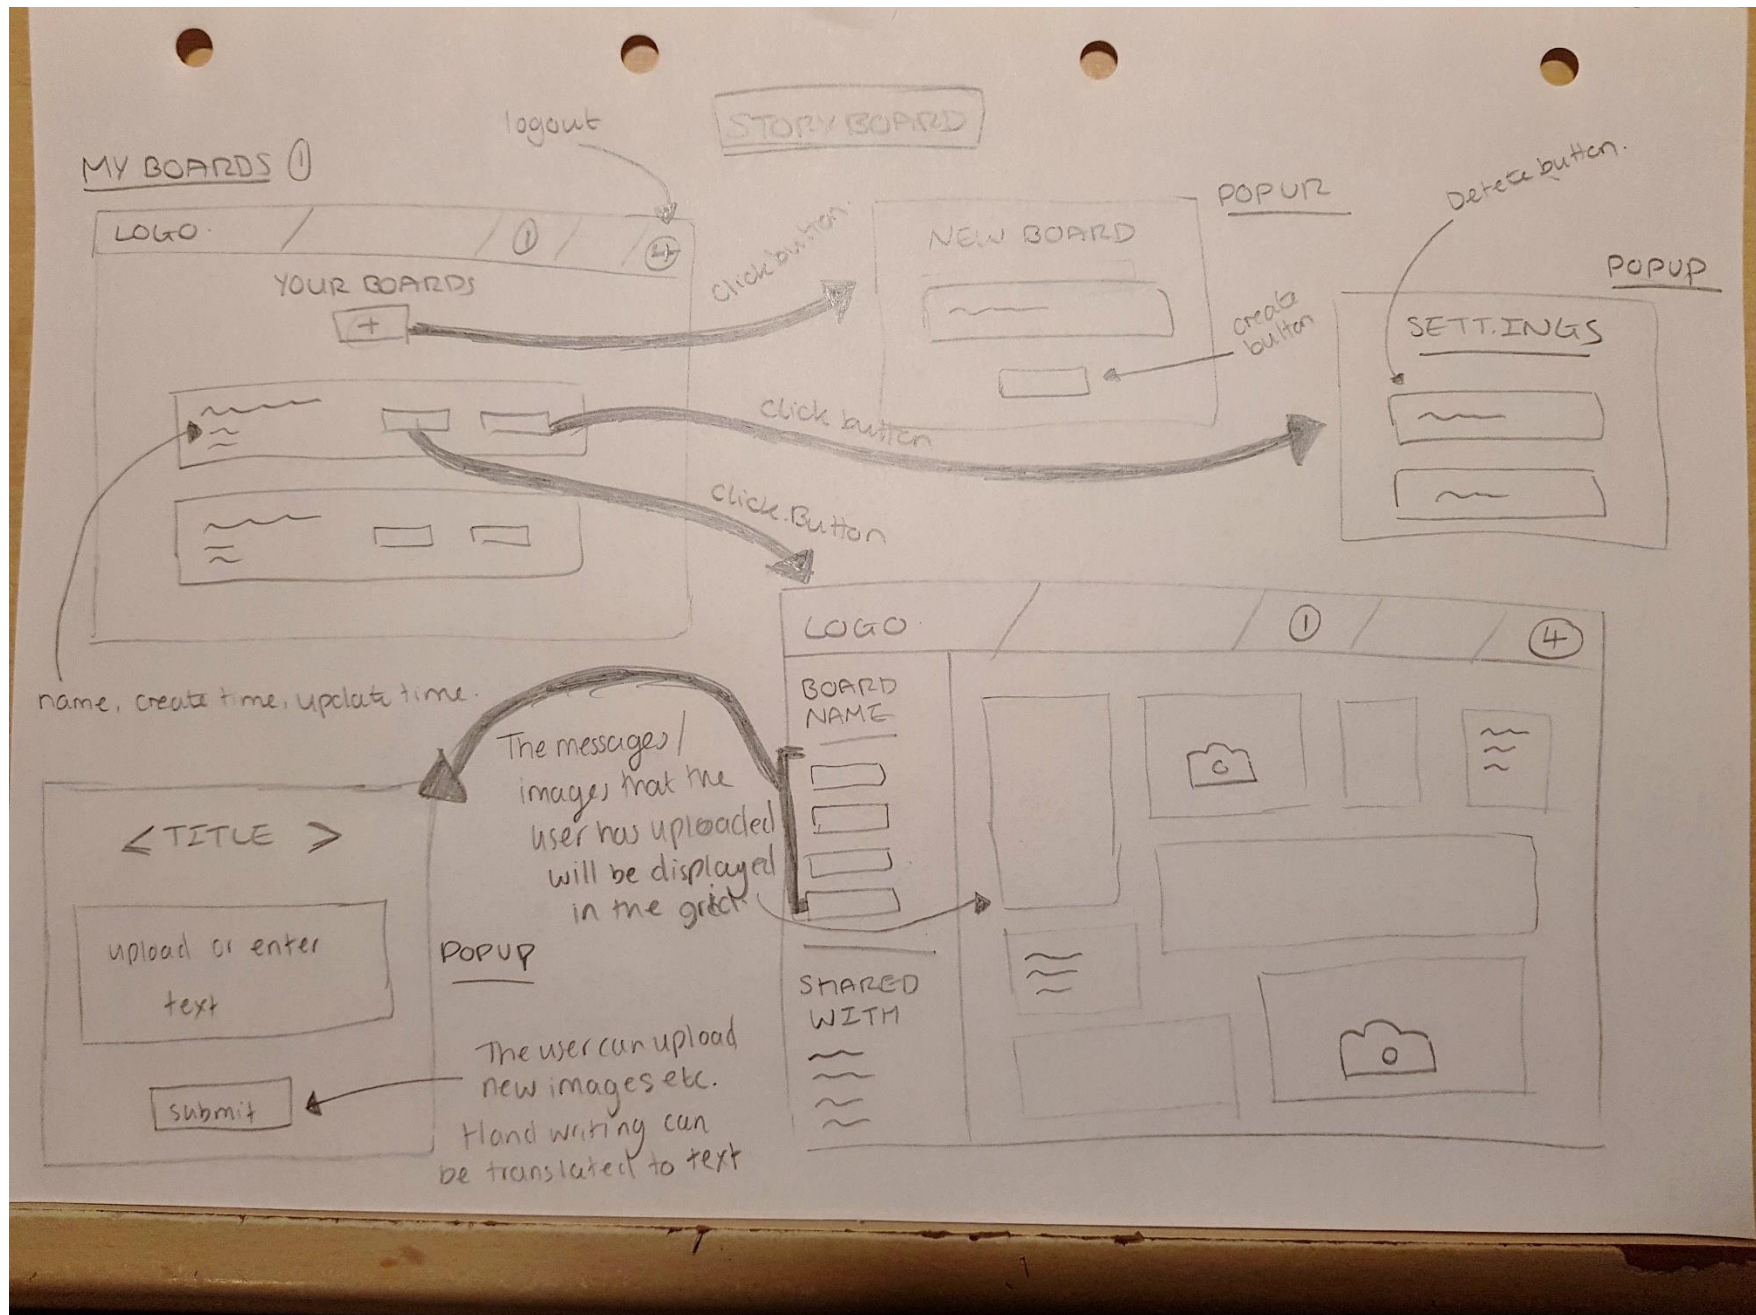 STORYBOARD
logout
MY BOARDS ①
LOGO
①
④
YOUR BOARDS
+
click button.
POPUP
NEW BOARD
create
button
Delete button.
POPUP
SETTINGS
click button
click Button
name, create time, update time.
LOGO
①
④
BOARD
NAME
SHARED
WITH
The messages/
images that the
user has uploaded
will be displayed
in the grid
< TITLE >
upload or enter
text
submit
POPUP
The user can upload
new images etc.
Hand writing can
be translated to text